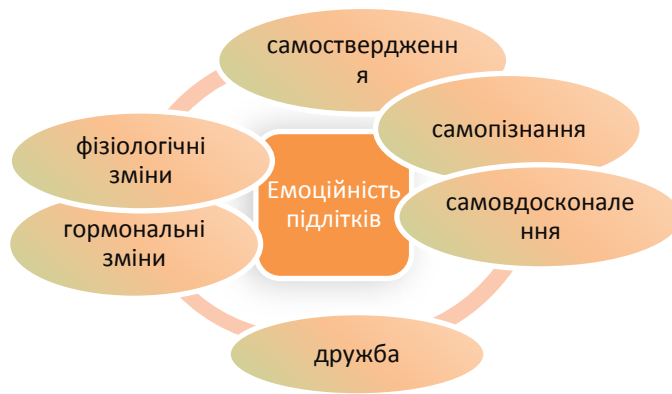 самоствердженн
я
самопізнання
самовдосконале
ння
дружба
гормональні
зміни
фізіологічні
зміни
Емоційність
підлітків